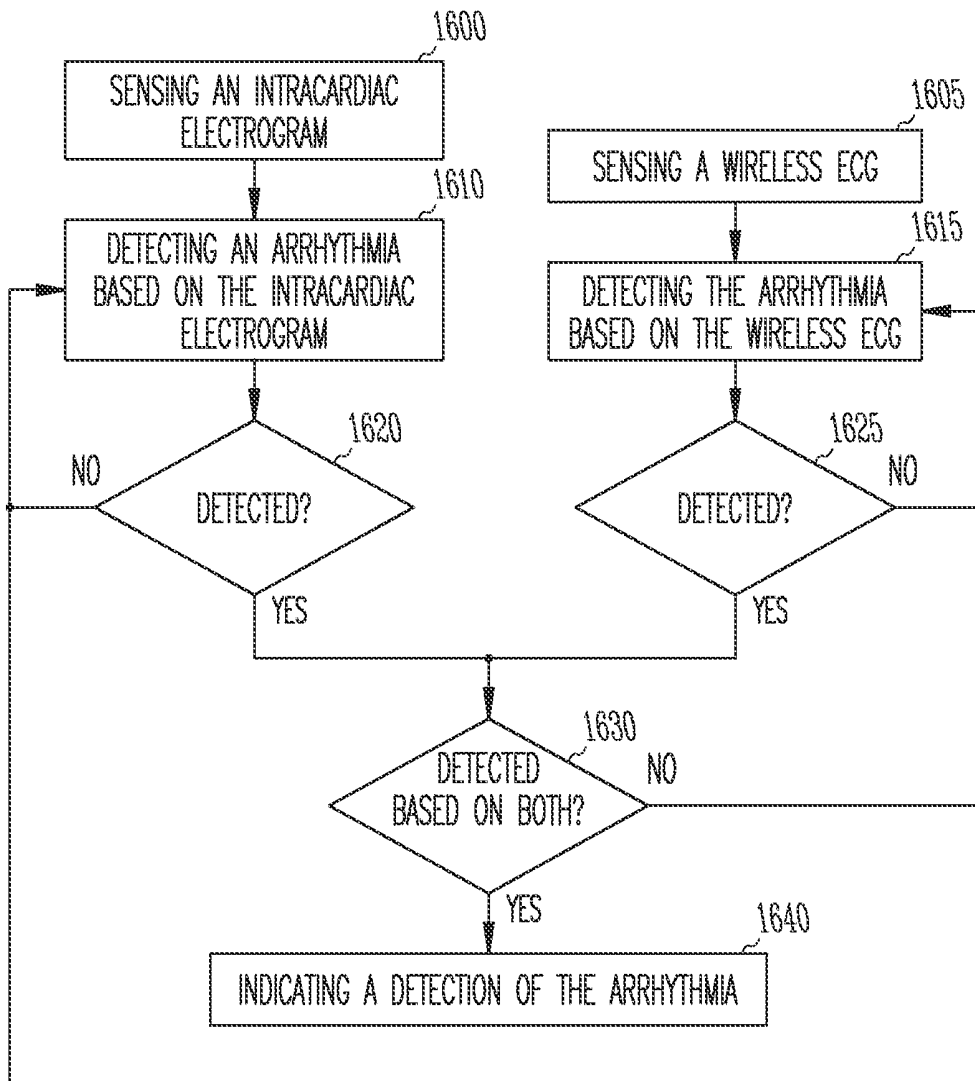 1600
SENSING AN INTRACARDIAC
ELECTROGRAM
1605
SENSING A WIRELESS ECG
1610
DETECTING AN ARRHYTHMIA
BASED ON THE INTRACARDIAC
ELECTROGRAM
1615
DETECTING THE ARRHYTHMIA
BASED ON THE WIRELESS ECG
1620
NO
DETECTED?
YES
1625
NO
DETECTED?
YES
1630
DETECTED
BASED ON BOTH?
NO
YES
1640
INDICATING A DETECTION OF THE ARRHYTHMIA